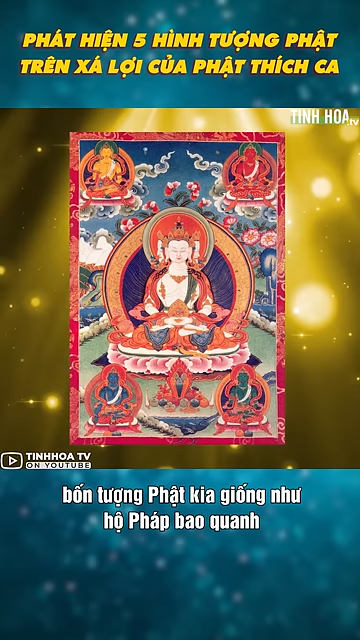 PHÁT HIỆN 5 HÌNH TƯỢNG PHẬT
TRÊN XÁ LỢI CỦA PHẬT THÍCH CA
TINH HOA.tv
TINHHOA TV
ON YOUTUBE
bốn tượng Phật kia giống như
hộ Pháp bao quanh